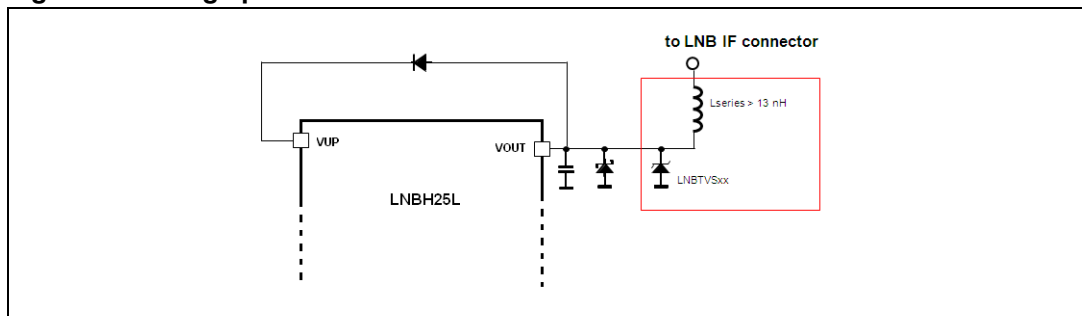 to LNB IF connector
Lseries > 13 nH
VUP
VOUT
LNBTVSxx
LNBH25L